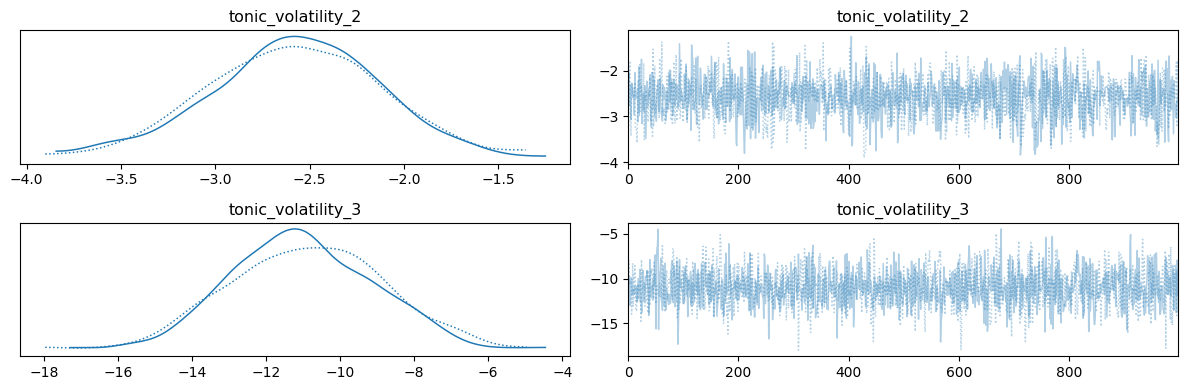 tonic_volatility_2
−4.0 −3.5 −3.0 −2.5 −2.0 −1.5
tonic_volatility_2
−2
−3
−4
0 200 400 600 800
tonic_volatility_3
−18 −16 −14 −12 −10 −8 −6 −4
tonic_volatility_3
−5
−10
−15
0 200 400 600 800